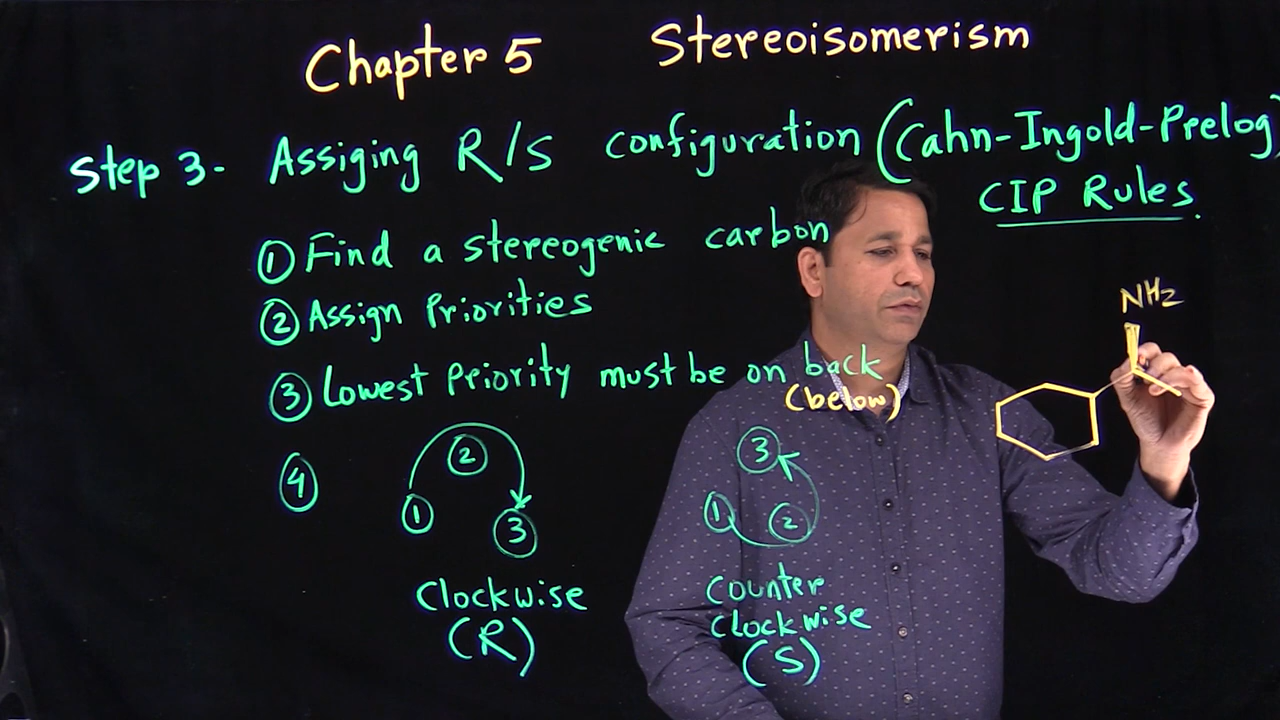 Chapter 5 Stereoisomerism
Step 3- Assiging R/S configuration (Cahn-Ingold-Prelog)
CIP Rules.
① Find a stereogenic carbon
② Assign Priorities
③ Lowest Priority must be on back
(below)
NH2
④
① ② ③
① ② ③
Clockwise
(R)
Counter
clockwise
(S)